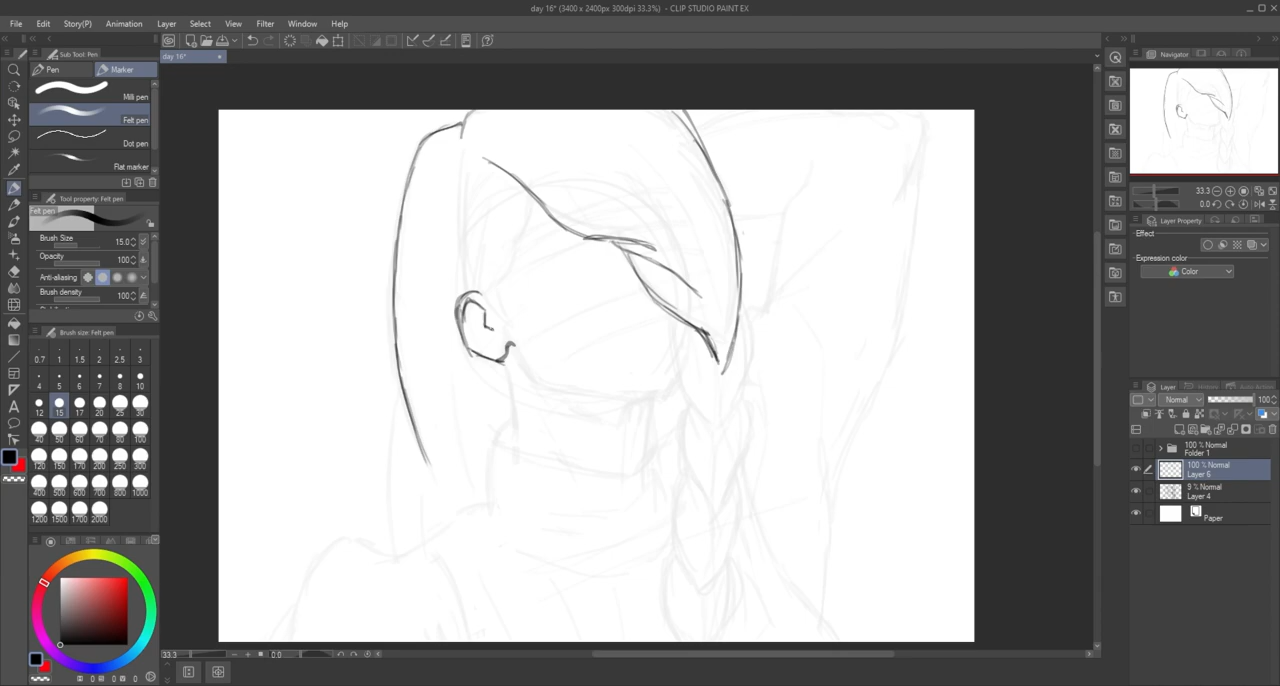 day 16* (3400 x 2400px 300dpi 33.3%) - CLIP STUDIO PAINT EX
File Edit Story(P) Animation Layer Select View Filter Window Help
Sub Tool: Pen
Pen Marker
Milli pen
Felt pen
Dot pen
Flat marker
Tool property: Felt pen
Felt pen
Brush Size 15.0
Opacity 100
Anti-aliasing
Brush density 100
Brush size: Felt pen
0.7 1 1.5 2 2.5 3
4 5 6 7 8 10
12 15 17 20 25 30
40 50 60 70 80 100
120 150 170 200 250 300
400 500 600 700 800 1000
1200 1500 1700 2000
0 0 0
day 16*
33.3 0.0
Navigator
33.3
0.0
Layer Property
Effect
Expression color
Color
Layer History Auto Action
Normal 100
100 % Normal
Folder 1
100 % Normal
Layer 6
9 % Normal
Layer 4
Paper